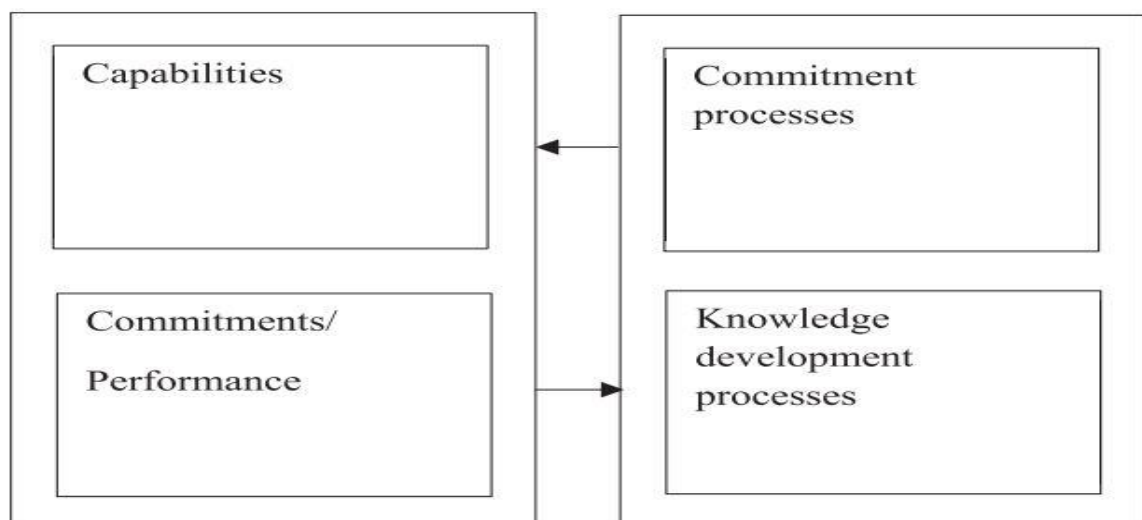 Capabilities
Commitments/
Performance
Commitment
processes
Knowledge
development
processes